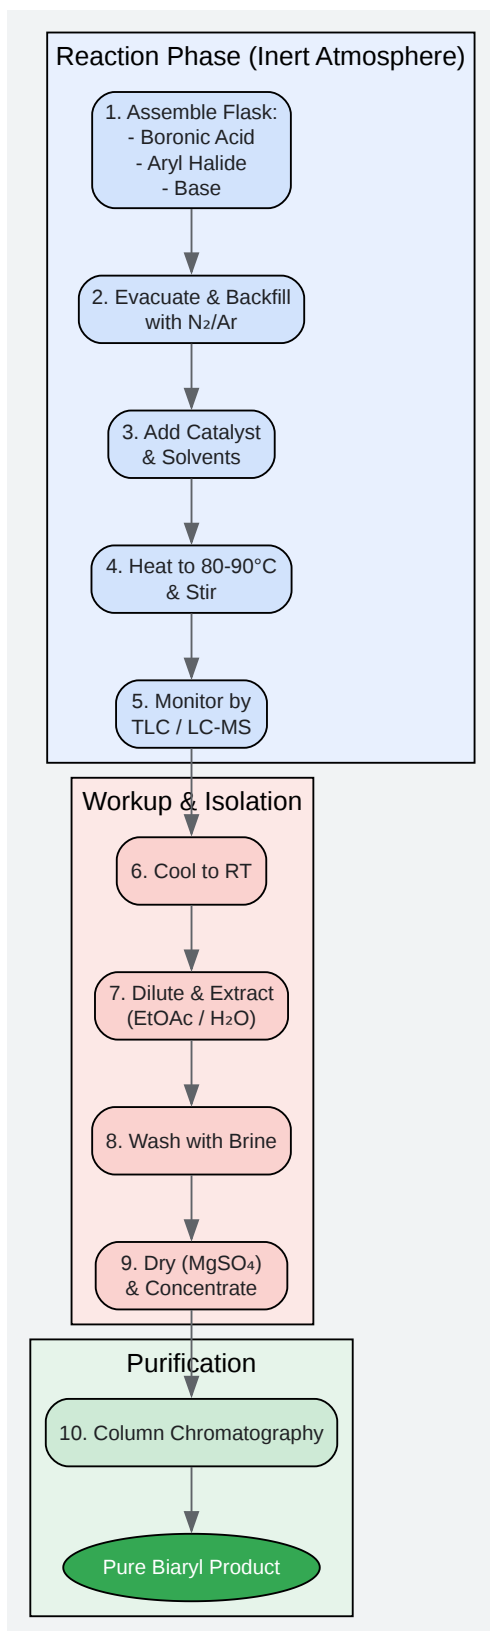 Reaction Phase (Inert Atmosphere)
1. Assemble Flask:
- Boronic Acid
- Aryl Halide
- Base
2. Evacuate & Backfill
with N₂/Ar
3. Add Catalyst
& Solvents
4. Heat to 80-90°C
& Stir
5. Monitor by
TLC / LC-MS
Workup & Isolation
6. Cool to RT
7. Dilute & Extract
(EtOAc / H₂O)
8. Wash with Brine
9. Dry (MgSO₄)
& Concentrate
Purification
10. Column Chromatography
Pure Biaryl Product